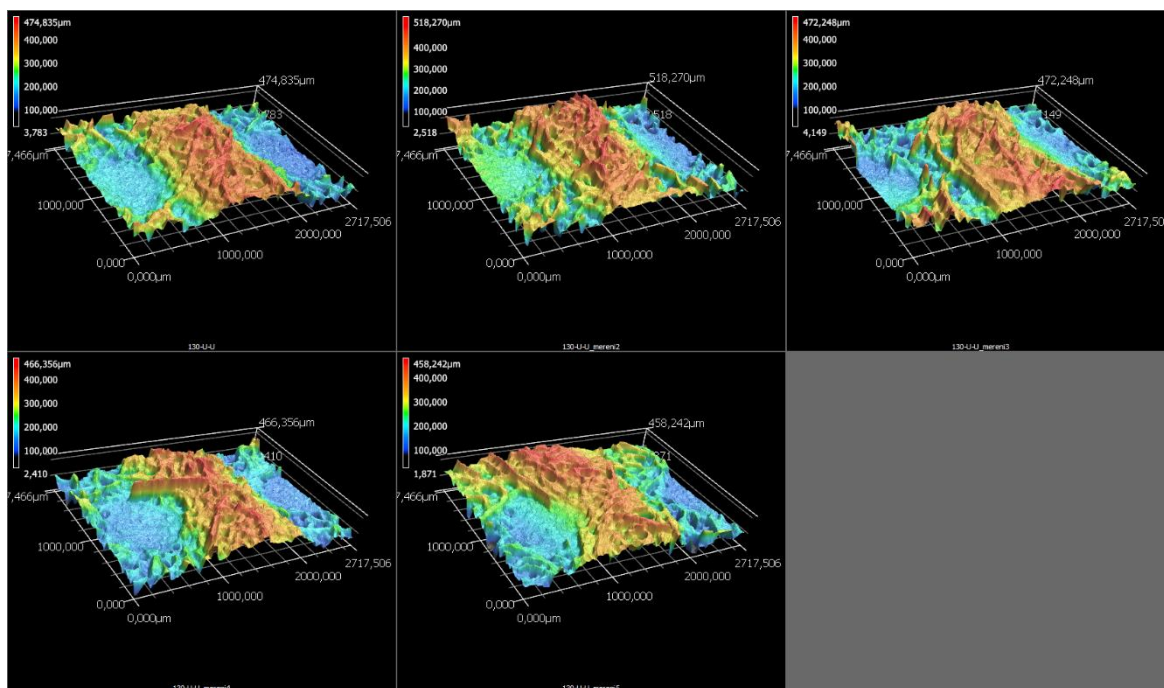 474,835µm
400,000
300,000
200,000
100,000
3,783
474,835µm
783
7,466µm
1000,000
0,000
0,000µm
1000,000
2000,000
2717,506
130-U-U
518,270µm
400,000
300,000
200,000
100,000
2,518
518,270µm
518
7,466µm
1000,000
0,000
0,000µm
1000,000
2000,000
2717,506
130-U-U_mereni2
472,248µm
400,000
300,000
200,000
100,000
4,149
472,248µm
149
7,466µm
1000,000
0,000
0,000µm
1000,000
2000,000
2717,50
130-U-U_mereni3
466,356µm
400,000
300,000
200,000
100,000
2,410
466,356µm
410
7,466µm
1000,000
0,000
0,000µm
1000,000
2000,000
2717,506
130-U-U_mereni4
458,242µm
400,000
300,000
200,000
100,000
1,871
458,242µm
871
7,466µm
1000,000
0,000
0,000µm
1000,000
2000,000
2717,506
130-U-U_mereni5